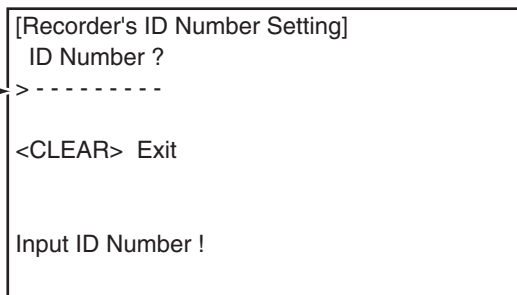 [Recorder's ID Number Setting]
ID Number ?
> - - - - - - - - -
<CLEAR> Exit
Input ID Number !